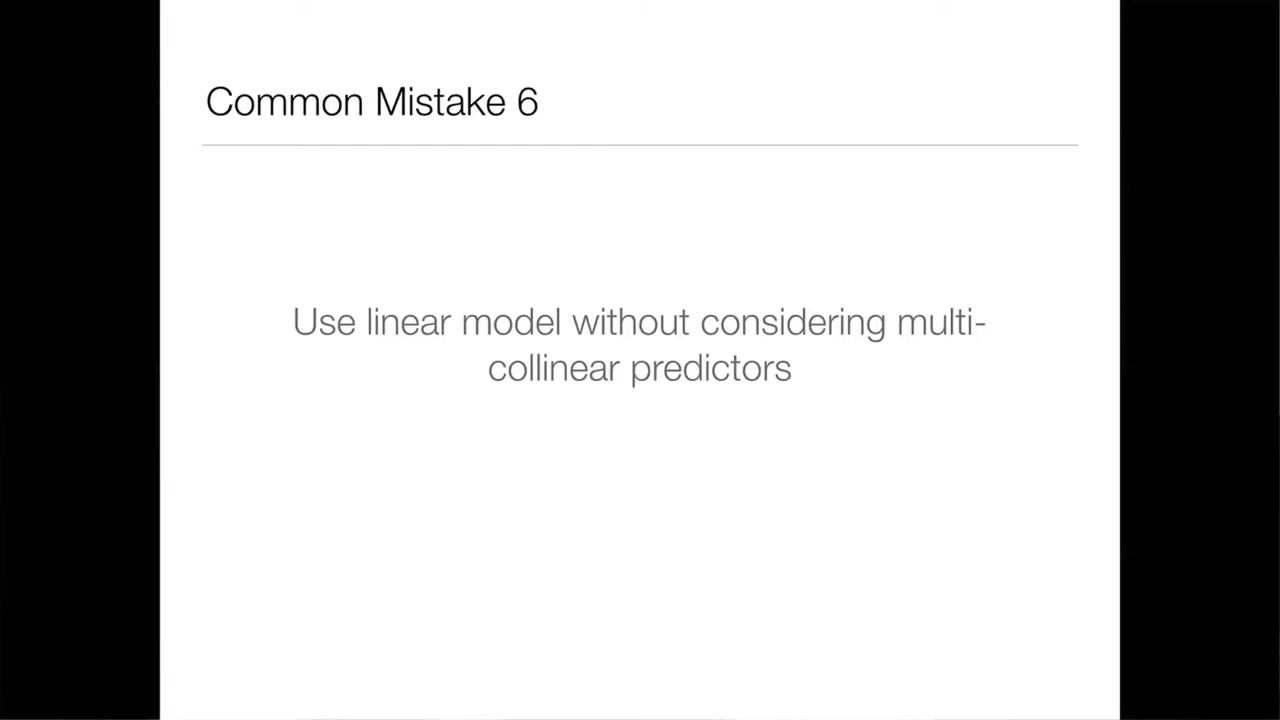 Common Mistake 6
Use linear model without considering multi-
collinear predictors